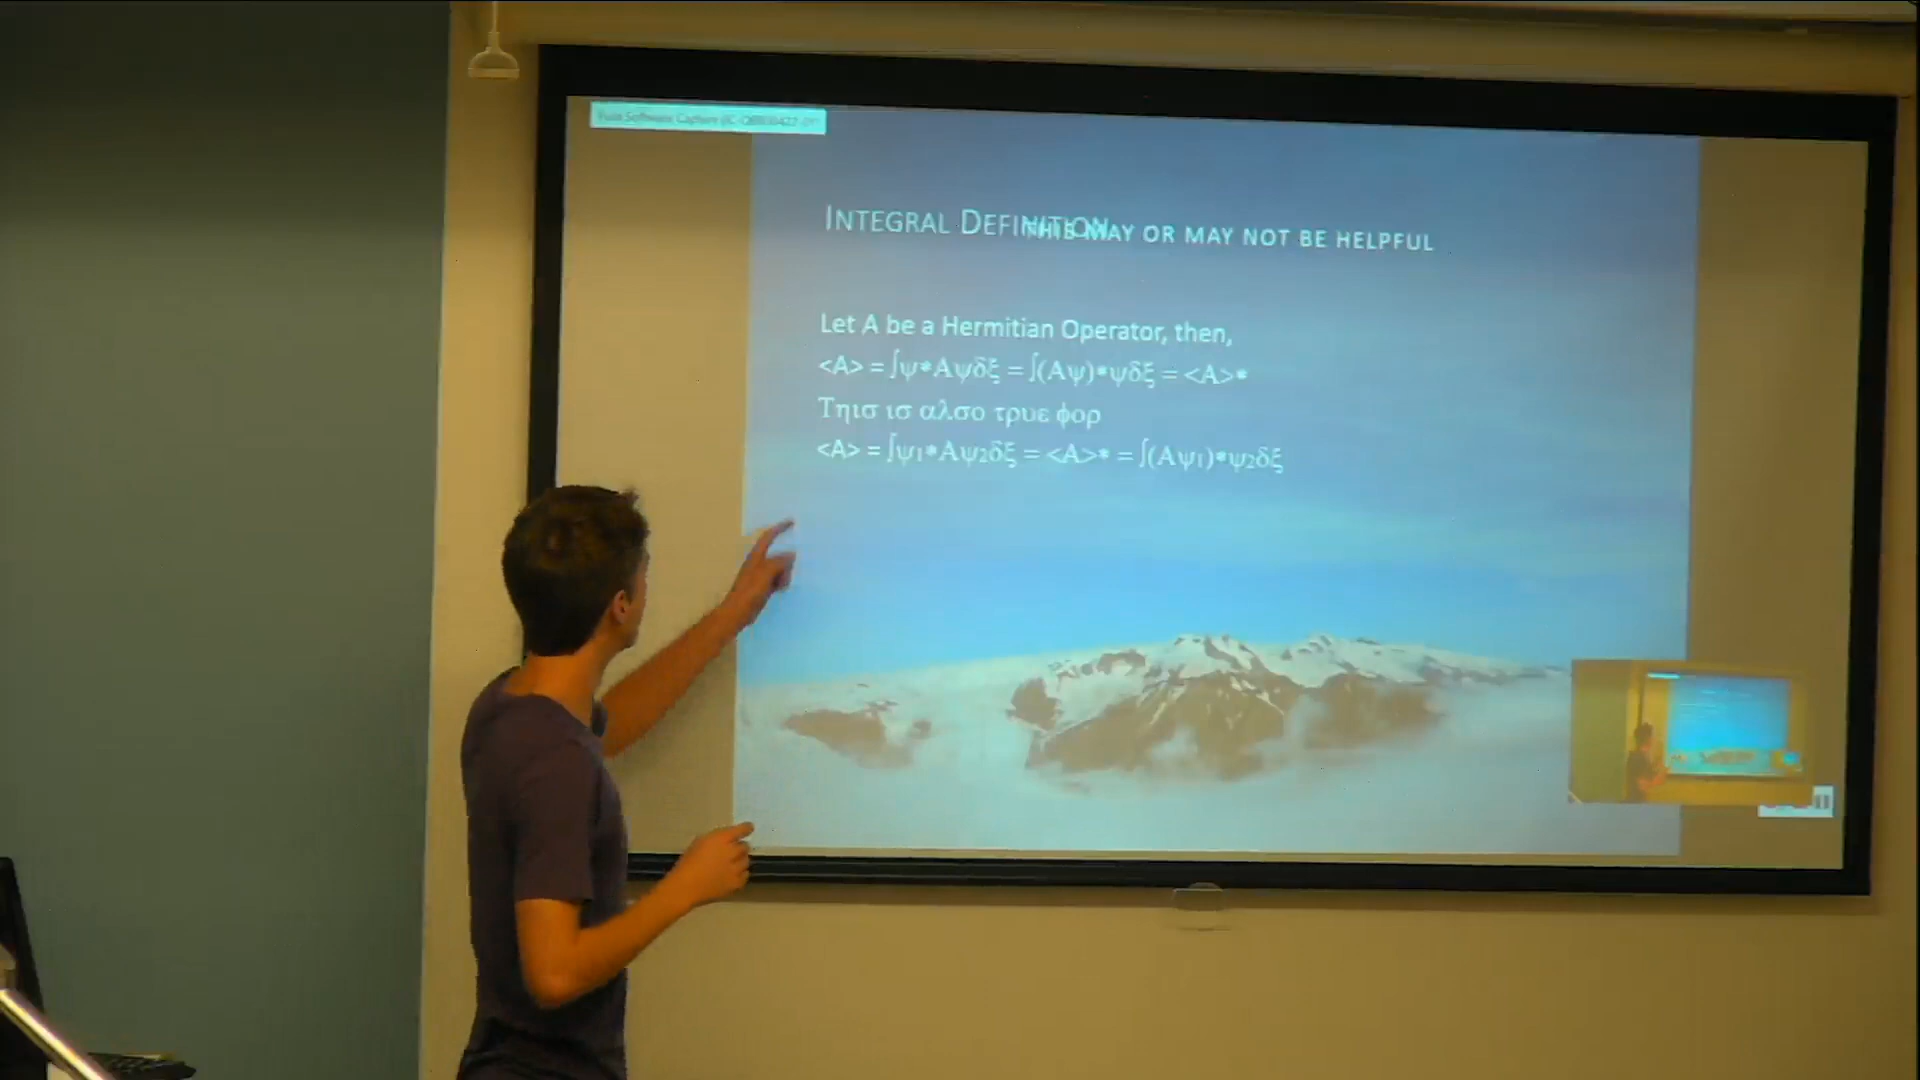 INTEGRAL DEFINITION
THIS MAY OR MAY NOT BE HELPFUL
Let A be a Hermitian Operator, then,
<A> = ∫ψ*Aψδξ = ∫(Aψ)*ψδξ = <A>*
Τηισ ισ αλσο τρυε φορ
<A> = ∫ψ1*Aψ2δξ = <A>* = ∫(Aψ1)*ψ2δξ